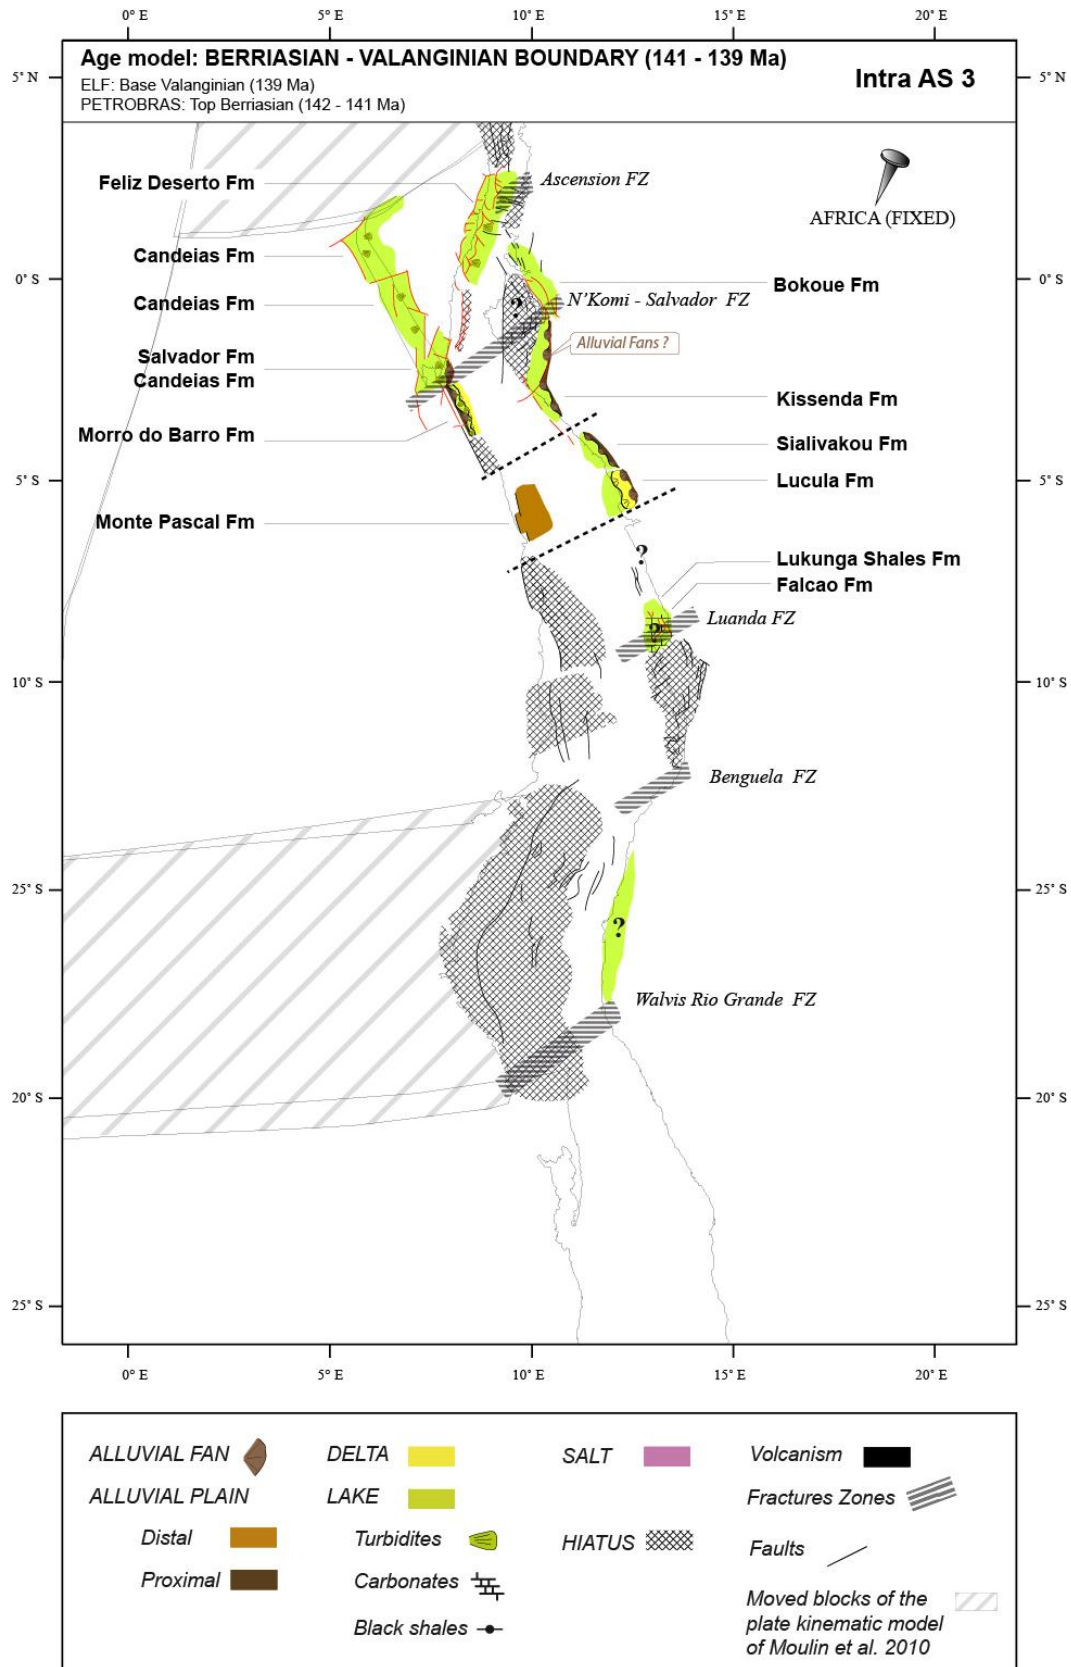 0° E 5° E 10° E 15° E 20° E
Age model: BERRIASIAN - VALANGINIAN BOUNDARY (141 - 139 Ma)
ELF: Base Valanginian (139 Ma)
PETROBRAS: Top Berriasian (142 - 141 Ma)
Intra AS 3
5° N 5° N
Feliz Deserto Fm
Ascension FZ
AFRICA (FIXED)
Candeias Fm
0° S 0° S
Bokoue Fm
Candeias Fm
N'Komi - Salvador FZ
?
Alluvial Fans ?
Salvador Fm
Candeias Fm
Kissenda Fm
Morro do Barro Fm
Sialivakou Fm
5° S 5° S
Lucula Fm
Monte Pascal Fm
?
Lukunga Shales Fm
Falcao Fm
Luanda FZ
?
10° S 10° S
Benguela FZ
25° S 25° S
?
Walvis Rio Grande FZ
20° S 20° S
25° S 25° S
0° E 5° E 10° E 15° E 20° E
ALLUVIAL FAN DELTA SALT Volcanism
ALLUVIAL PLAIN LAKE Fractures Zones
Distal Turbidites HIATUS Faults
Proximal Carbonates
Black shales
Moved blocks of the
plate kinematic model
of Moulin et al. 2010